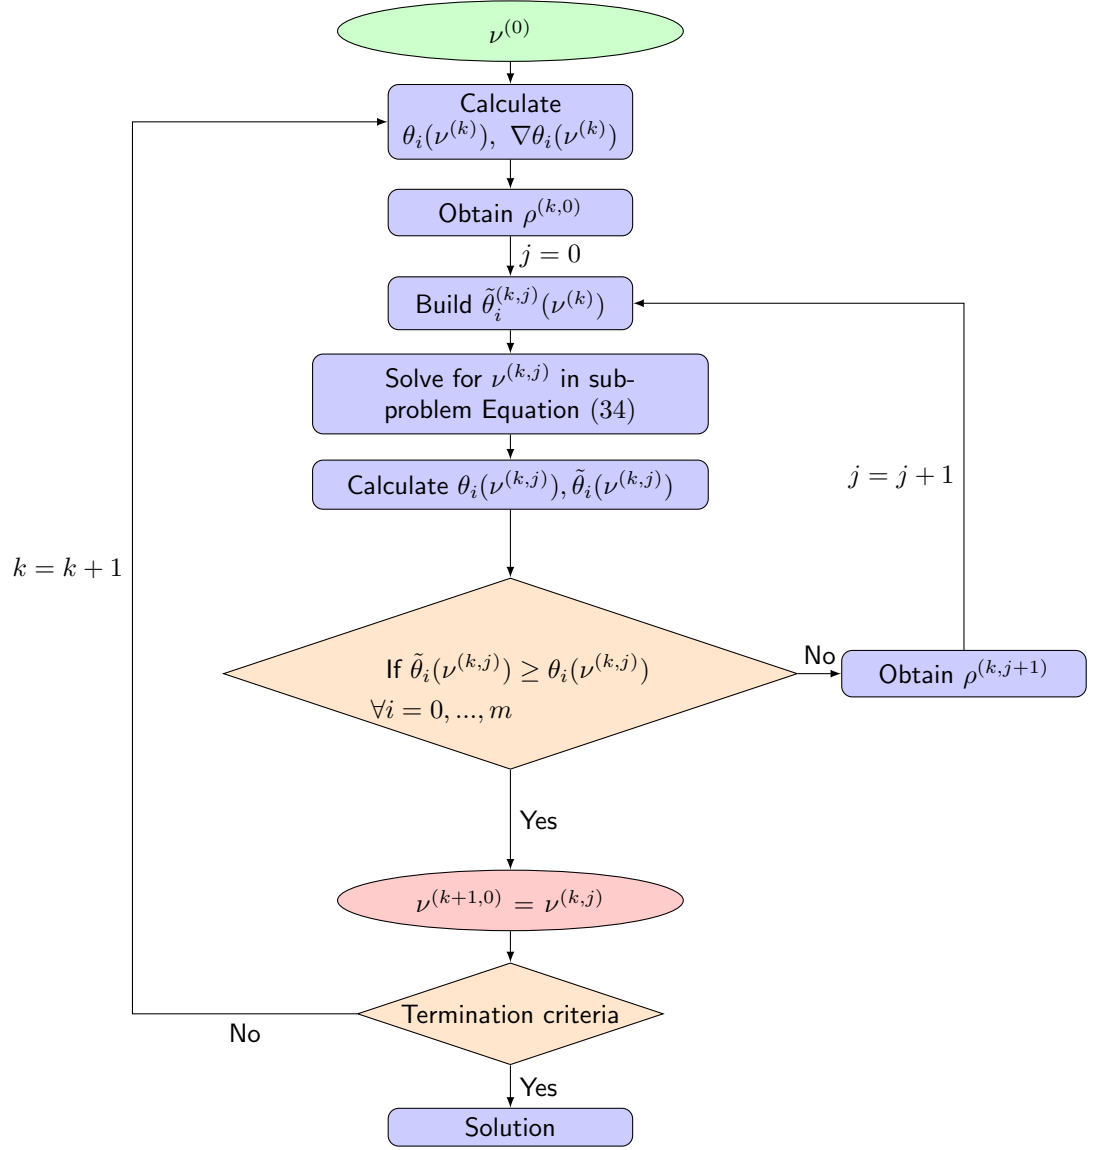 ν^(0)
Calculate
θ_i(ν^(k)), ∇θ_i(ν^(k))
Obtain ρ^(k,0)
j = 0
Build θ̃_i^(k,j)(ν^(k))
Solve for ν^(k,j) in sub-
problem Equation (34)
Calculate θ_i(ν^(k,j)), θ̃_i(ν^(k,j))
j = j + 1
k = k + 1
If θ̃_i(ν^(k,j)) ≥ θ_i(ν^(k,j))
∀i = 0, ..., m
No
Obtain ρ^(k,j+1)
Yes
ν^(k+1,0) = ν^(k,j)
Termination criteria
No
Yes
Solution